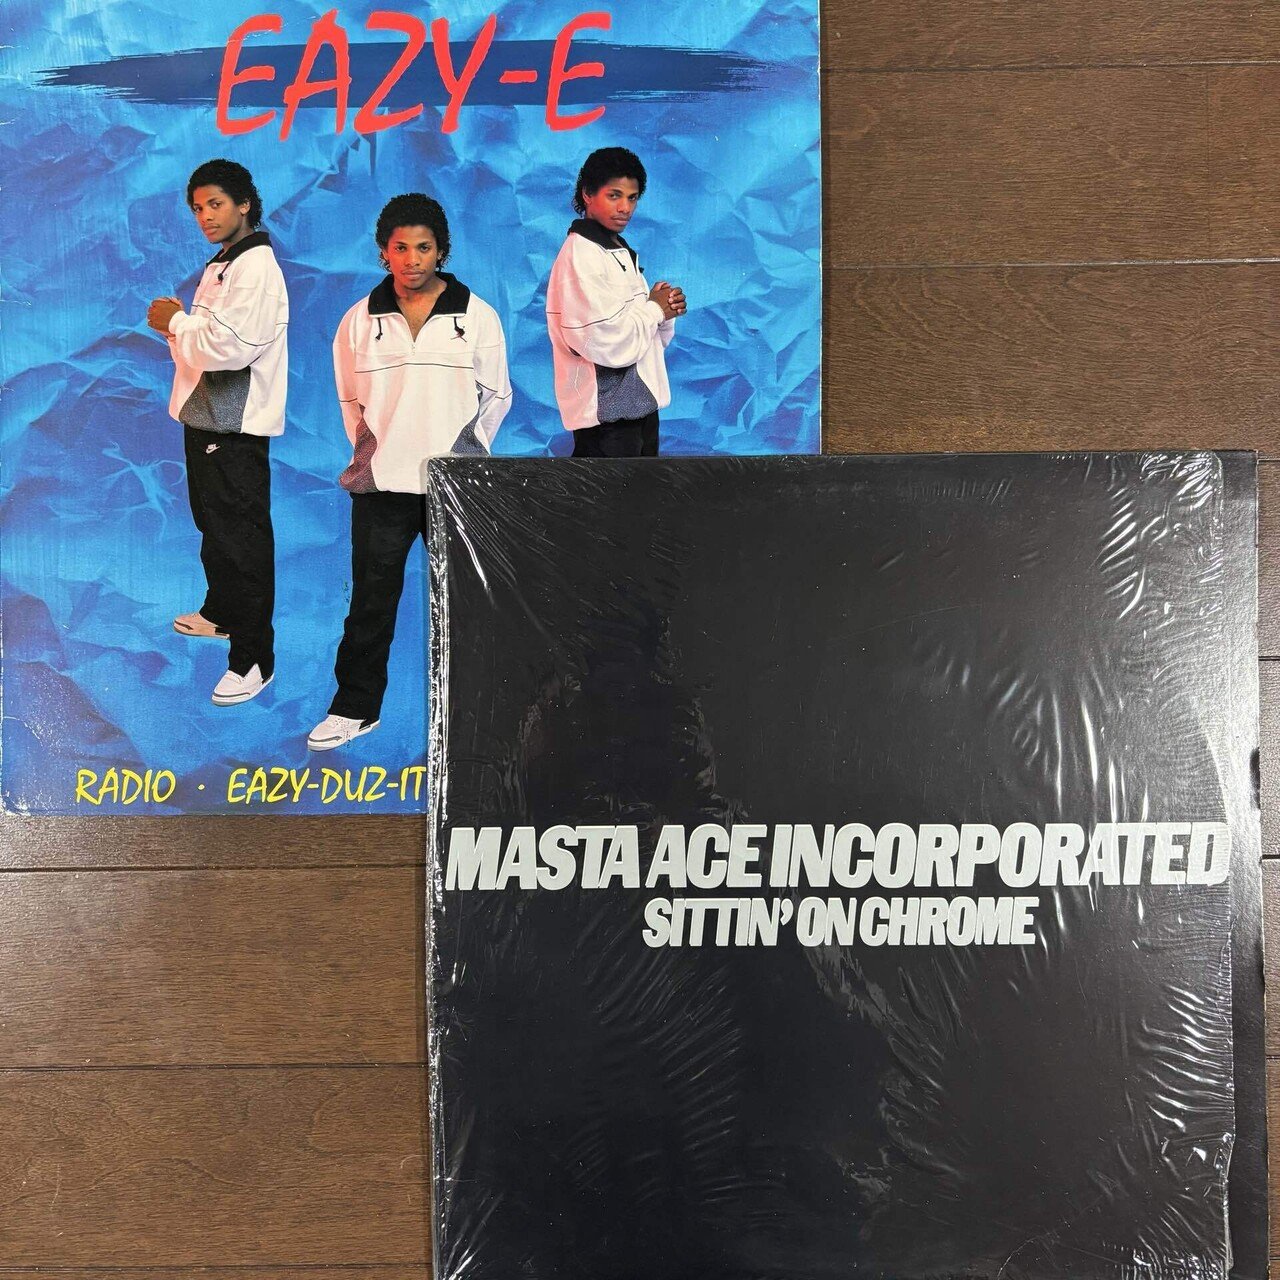 EAZY-E
RADIO · EAZY-DUZ-IT
MASTA ACE INCORPORATED
SITTIN' ON CHROME